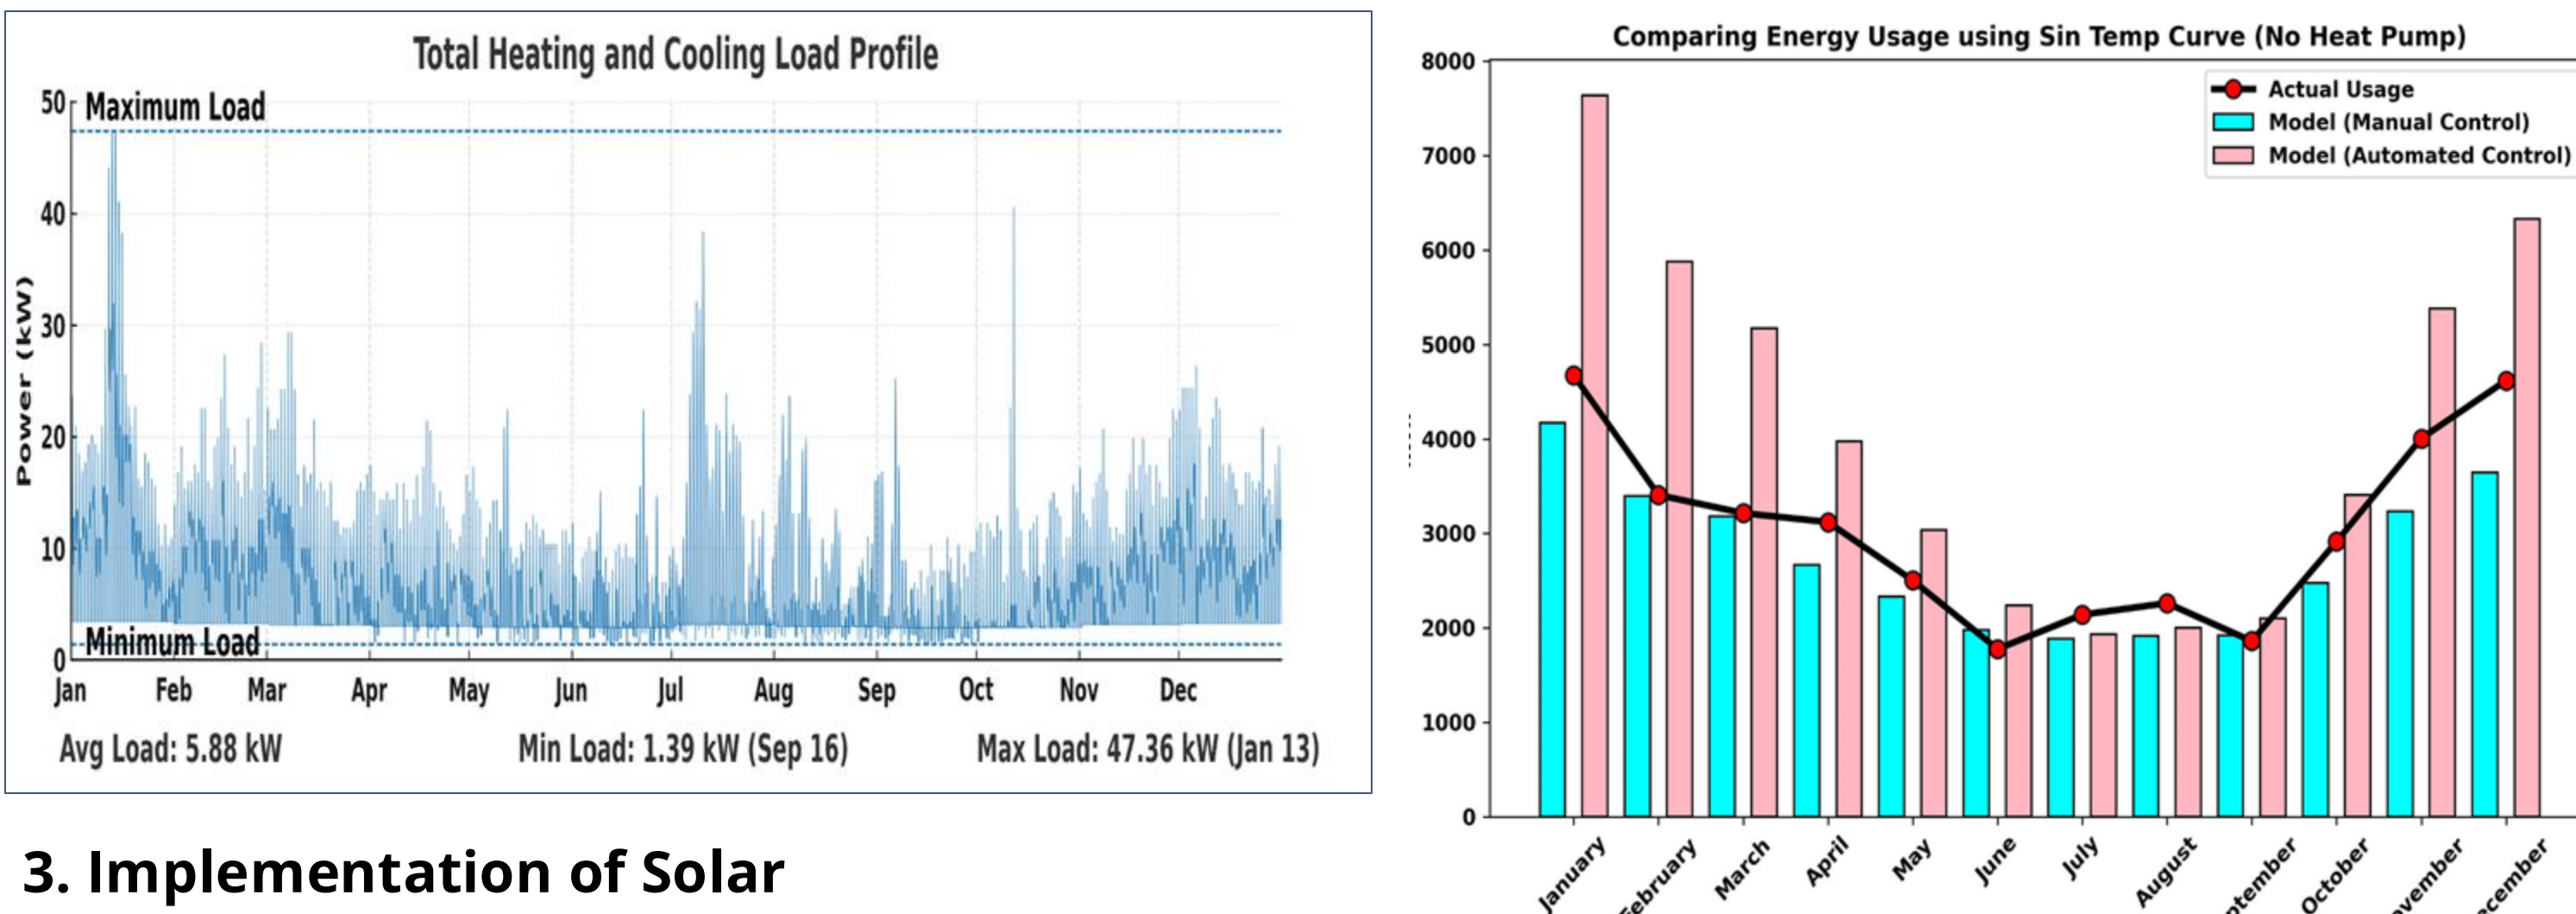 Total Heating and Cooling Load Profile
50
Maximum Load
40
30
20
10
Minimum Load
0
Power (kW)
Jan Feb Mar Apr May Jun Jul Aug Sep Oct Nov Dec
Avg Load: 5.88 kW Min Load: 1.39 kW (Sep 16) Max Load: 47.36 kW (Jan 13)
3. Implementation of Solar
Comparing Energy Usage using Sin Temp Curve (No Heat Pump)
8000
7000
6000
5000
4000
3000
2000
1000
0
Actual Usage
Model (Manual Control)
Model (Automated Control)
January ebruary March April May June July August ptember October ovember ecember